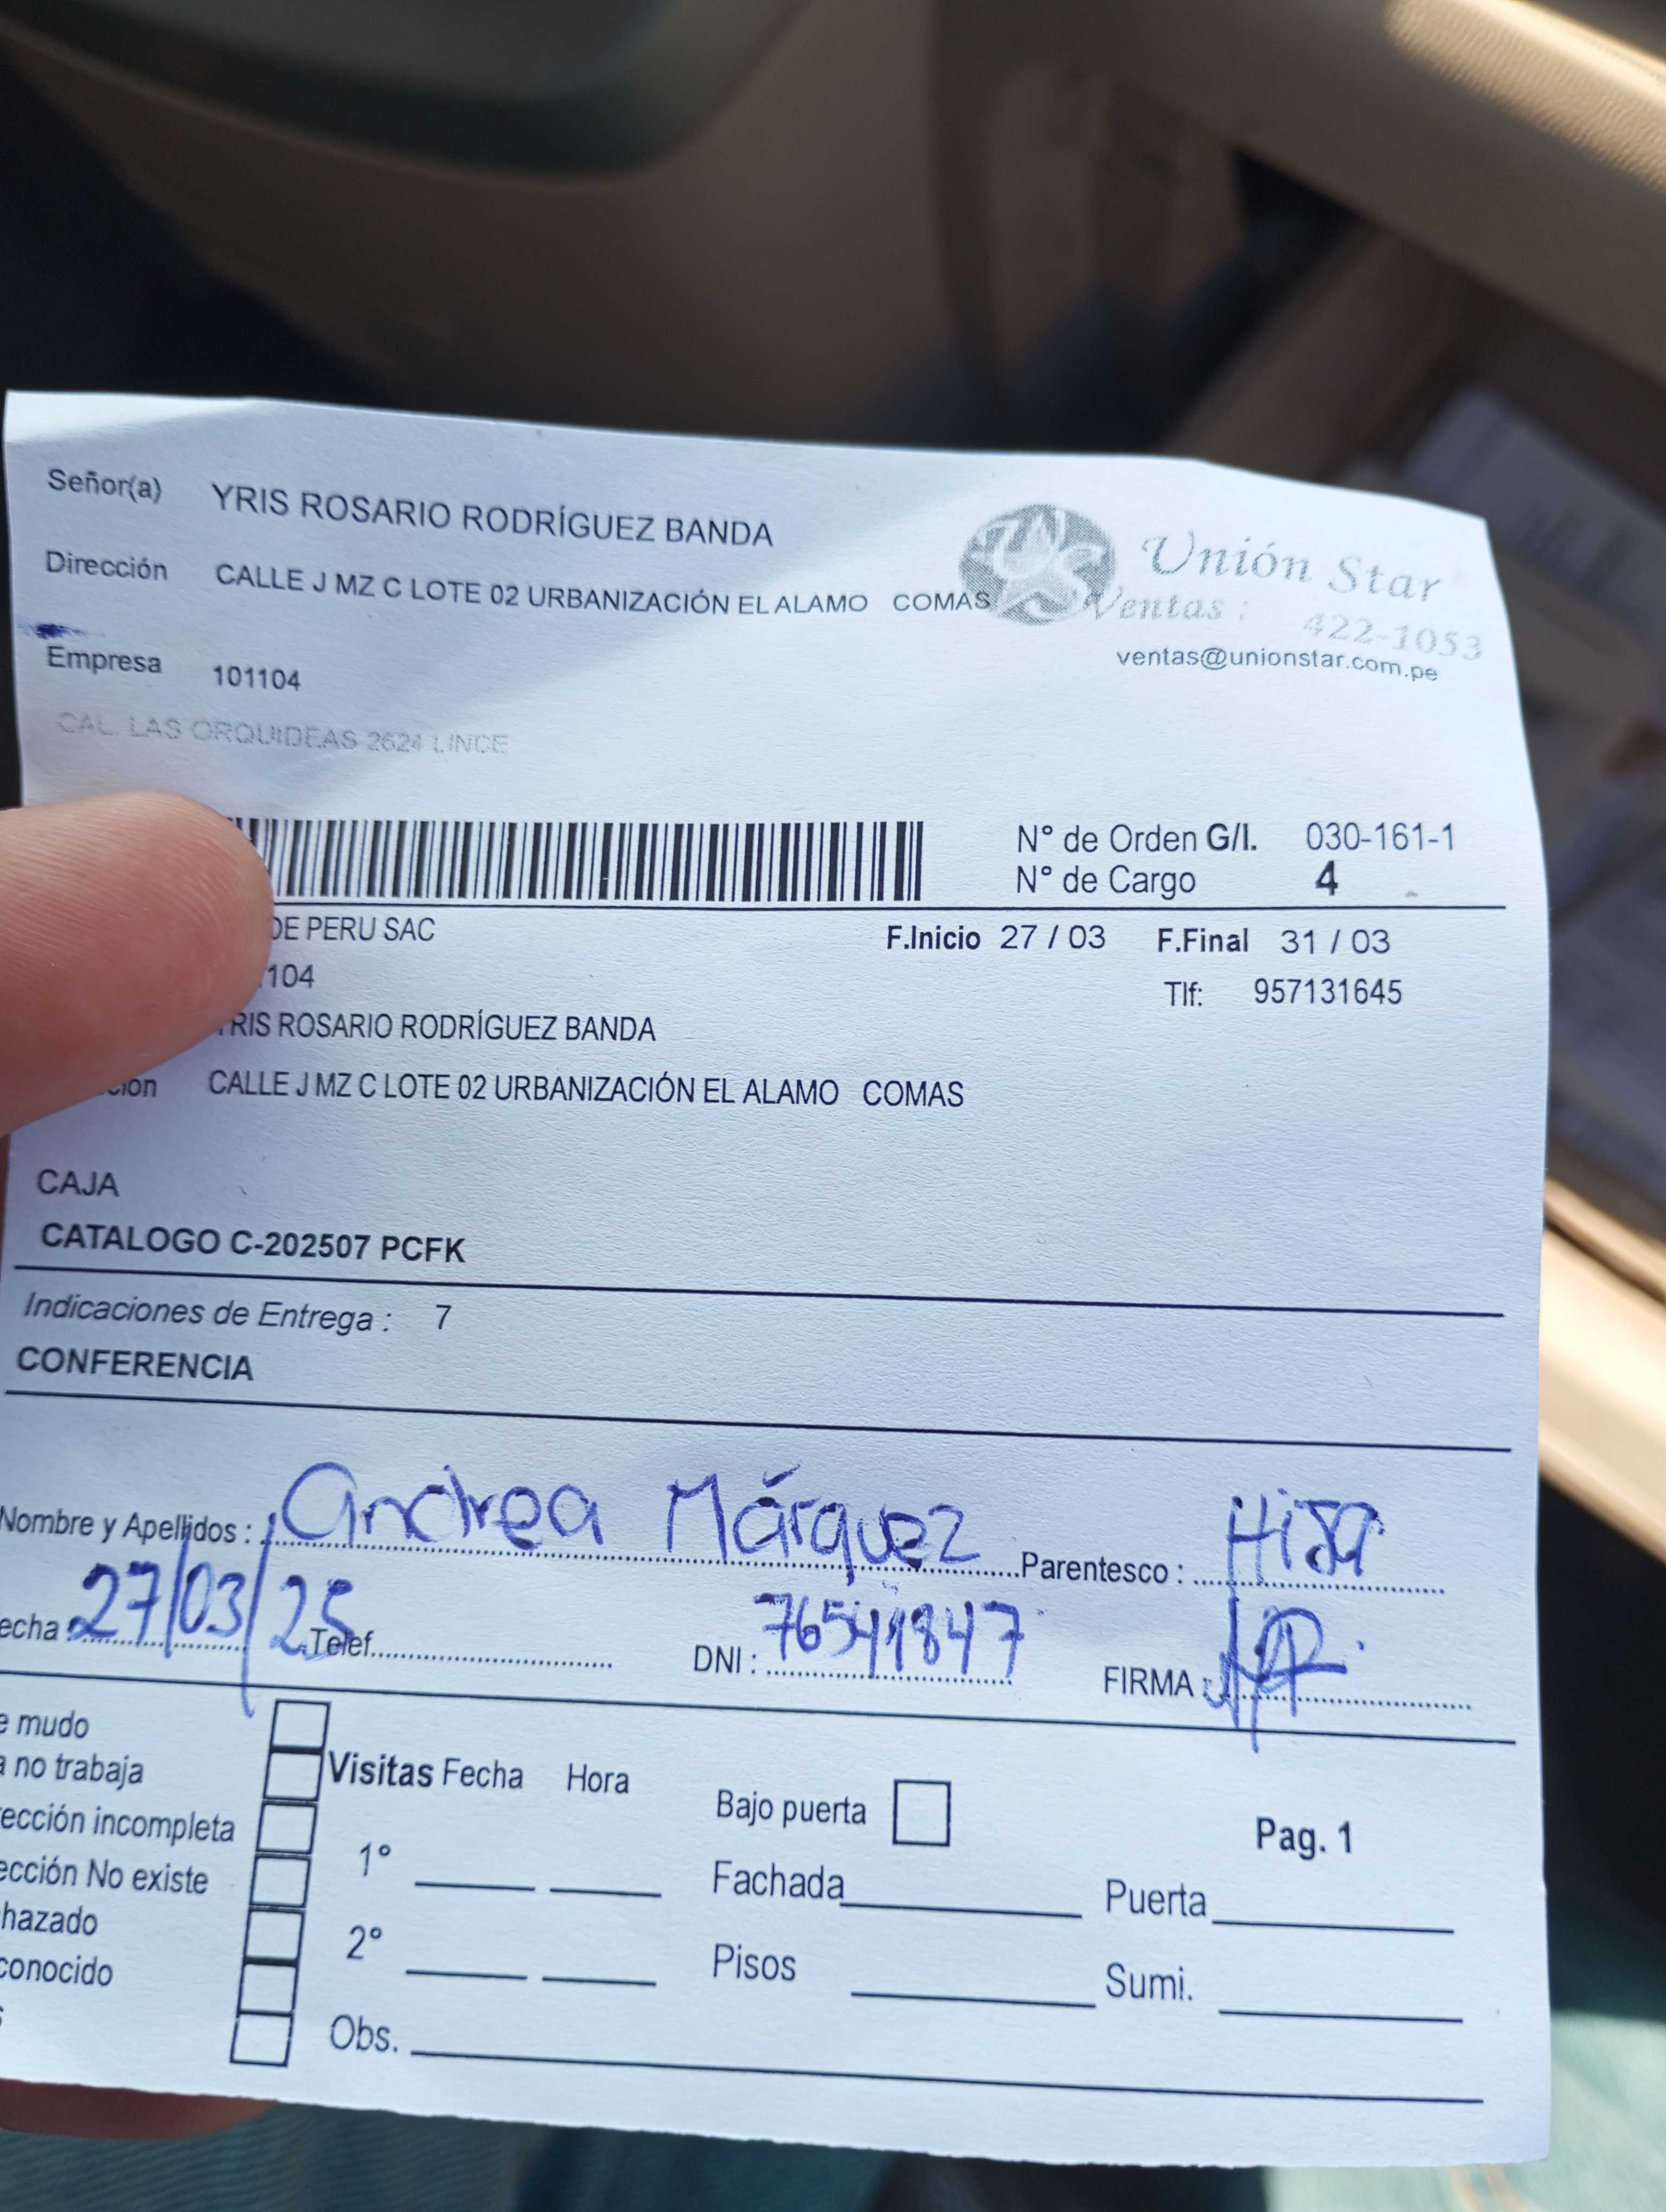 Señor(a) YRIS ROSARIO RODRÍGUEZ BANDA
Dirección CALLE J MZ C LOTE 02 URBANIZACIÓN EL ALAMO COMAS
Unión Star
Ventas : 422-1053
ventas@unionstar.com.pe
Empresa 101104
CAL. LAS ORQUIDEAS 2624 LINCE
N° de Orden G/I. 030-161-1
N° de Cargo 4
DE PERU SAC F.Inicio 27 / 03 F.Final 31 / 03
104 Tlf: 957131645
RIS ROSARIO RODRÍGUEZ BANDA
ción CALLE J MZ C LOTE 02 URBANIZACIÓN EL ALAMO COMAS
CAJA
CATALOGO C-202507 PCFK
Indicaciones de Entrega : 7
CONFERENCIA
Nombre y Apellidos : Andrea Márquez Parentesco : Hija
echa : 27/03/25 Telef. DNI : 76541847 FIRMA :
e mudo
a no trabaja Visitas Fecha Hora Bajo puerta Pag. 1
ección incompleta 1° Fachada Puerta
ección No existe
hazado 2° Pisos Sumi.
conocido
Obs.